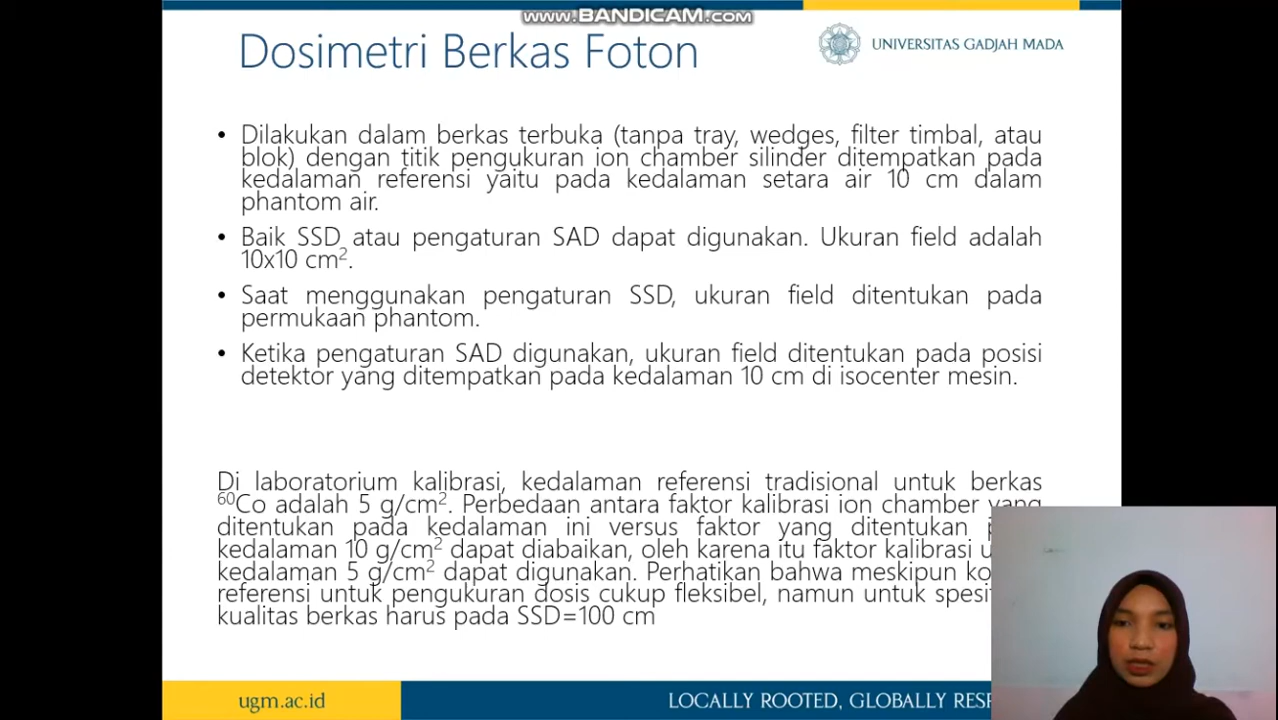 www.BANDICAM.com
Dosimetri Berkas Foton
UNIVERSITAS GADJAH MADA
• Dilakukan dalam berkas terbuka (tanpa tray, wedges, filter timbal, atau
blok) dengan titik pengukuran ion chamber silinder ditempatkan pada
kedalaman referensi yaitu pada kedalaman setara air 10 cm dalam
phantom air.
• Baik SSD atau pengaturan SAD dapat digunakan. Ukuran field adalah
10x10 cm².
• Saat menggunakan pengaturan SSD, ukuran field ditentukan pada
permukaan phantom.
• Ketika pengaturan SAD digunakan, ukuran field ditentukan pada posisi
detektor yang ditempatkan pada kedalaman 10 cm di isocenter mesin.
Di laboratorium kalibrasi, kedalaman referensi tradisional untuk berkas
⁶⁰Co adalah 5 g/cm². Perbedaan antara faktor kalibrasi ion chamber yang
ditentukan pada kedalaman ini versus faktor yang ditentukan
kedalaman 10 g/cm² dapat diabaikan, oleh karena itu faktor kalibrasi
kedalaman 5 g/cm² dapat digunakan. Perhatikan bahwa meskipun
referensi untuk pengukuran dosis cukup fleksibel, namun untuk
kualitas berkas harus pada SSD=100 cm
ugm.ac.id
LOCALLY ROOTED, GLOBALLY